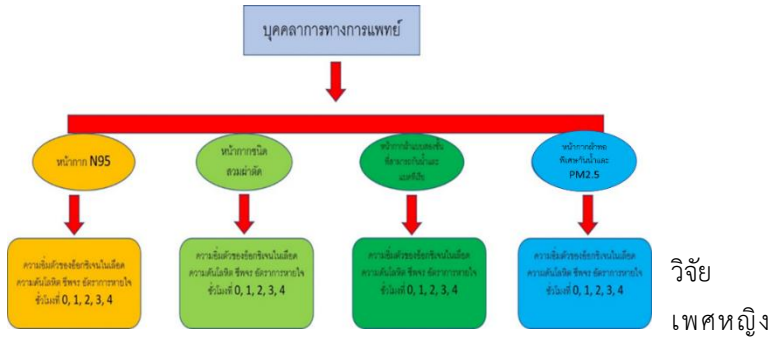 บุคคลาการทางการแพทย์
หน้ากาก N95
หน้ากากชนิด
สวมผ่าตัด
หน้ากากผ้าแบบสองชั้น
ที่สามารถกันน้ำและ
แบคทีเรีย
หน้ากากผ้าทอ
พิเศษกันน้ำและ
PM2.5
ความอิ่มตัวของอ๊อกซิเจนในเลือด
ความดันโลหิต ชีพจร อัตราการหายใจ
ชั่วโมงที่ 0, 1, 2, 3, 4
ความอิ่มตัวของอ๊อกซิเจนในเลือด
ความดันโลหิต ชีพจร อัตราการหายใจ
ชั่วโมงที่ 0, 1, 2, 3, 4
ความอิ่มตัวของอ๊อกซิเจนในเลือด
ความดันโลหิต ชีพจร อัตราการหายใจ
ชั่วโมงที่ 0, 1, 2, 3, 4
ความอิ่มตัวของอ๊อกซิเจนในเลือด
ความดันโลหิต ชีพจร อัตราการหายใจ
ชั่วโมงที่ 0, 1, 2, 3, 4
วิจัย
เพศหญิง